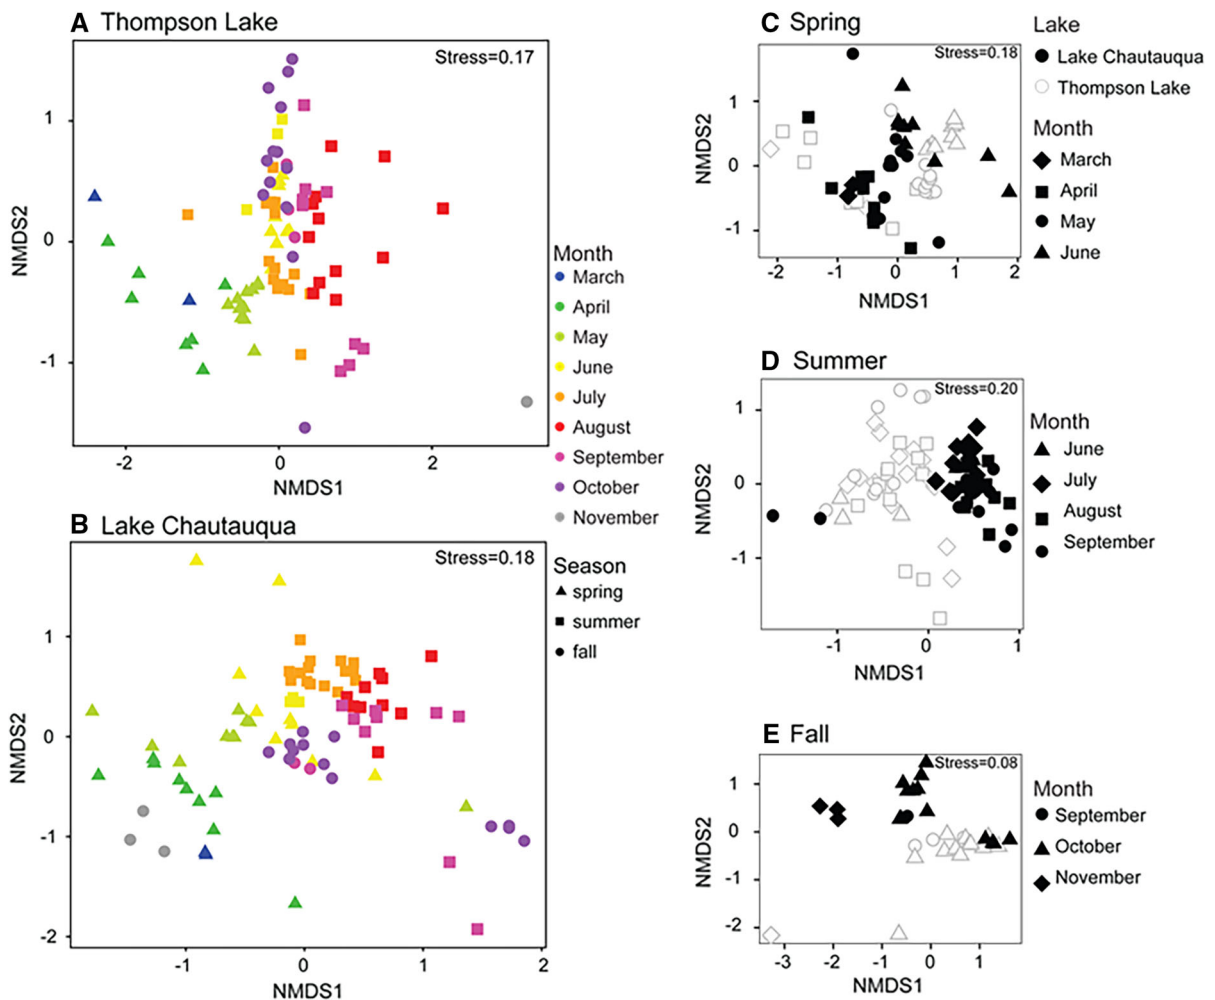 A Thompson Lake
Stress=0.17
NMDS2
1
0
-1
-2
0
2
NMDS1
Month
March
April
May
June
July
August
September
October
November
B Lake Chautauqua
Stress=0.18
NMDS2
1
0
-1
-2
-1
0
1
2
NMDS1
Season
spring
summer
fall
C Spring
Stress=0.18
NMDS2
1
0
-1
-2
-1
0
1
2
NMDS1
Lake
Lake Chautauqua
Thompson Lake
Month
March
April
May
June
D Summer
Stress=0.20
NMDS2
1
0
-1
-1
0
1
NMDS1
Month
June
July
August
September
E Fall
Stress=0.08
NMDS2
1
0
-1
-2
-3
-2
-1
0
1
NMDS1
Month
September
October
November